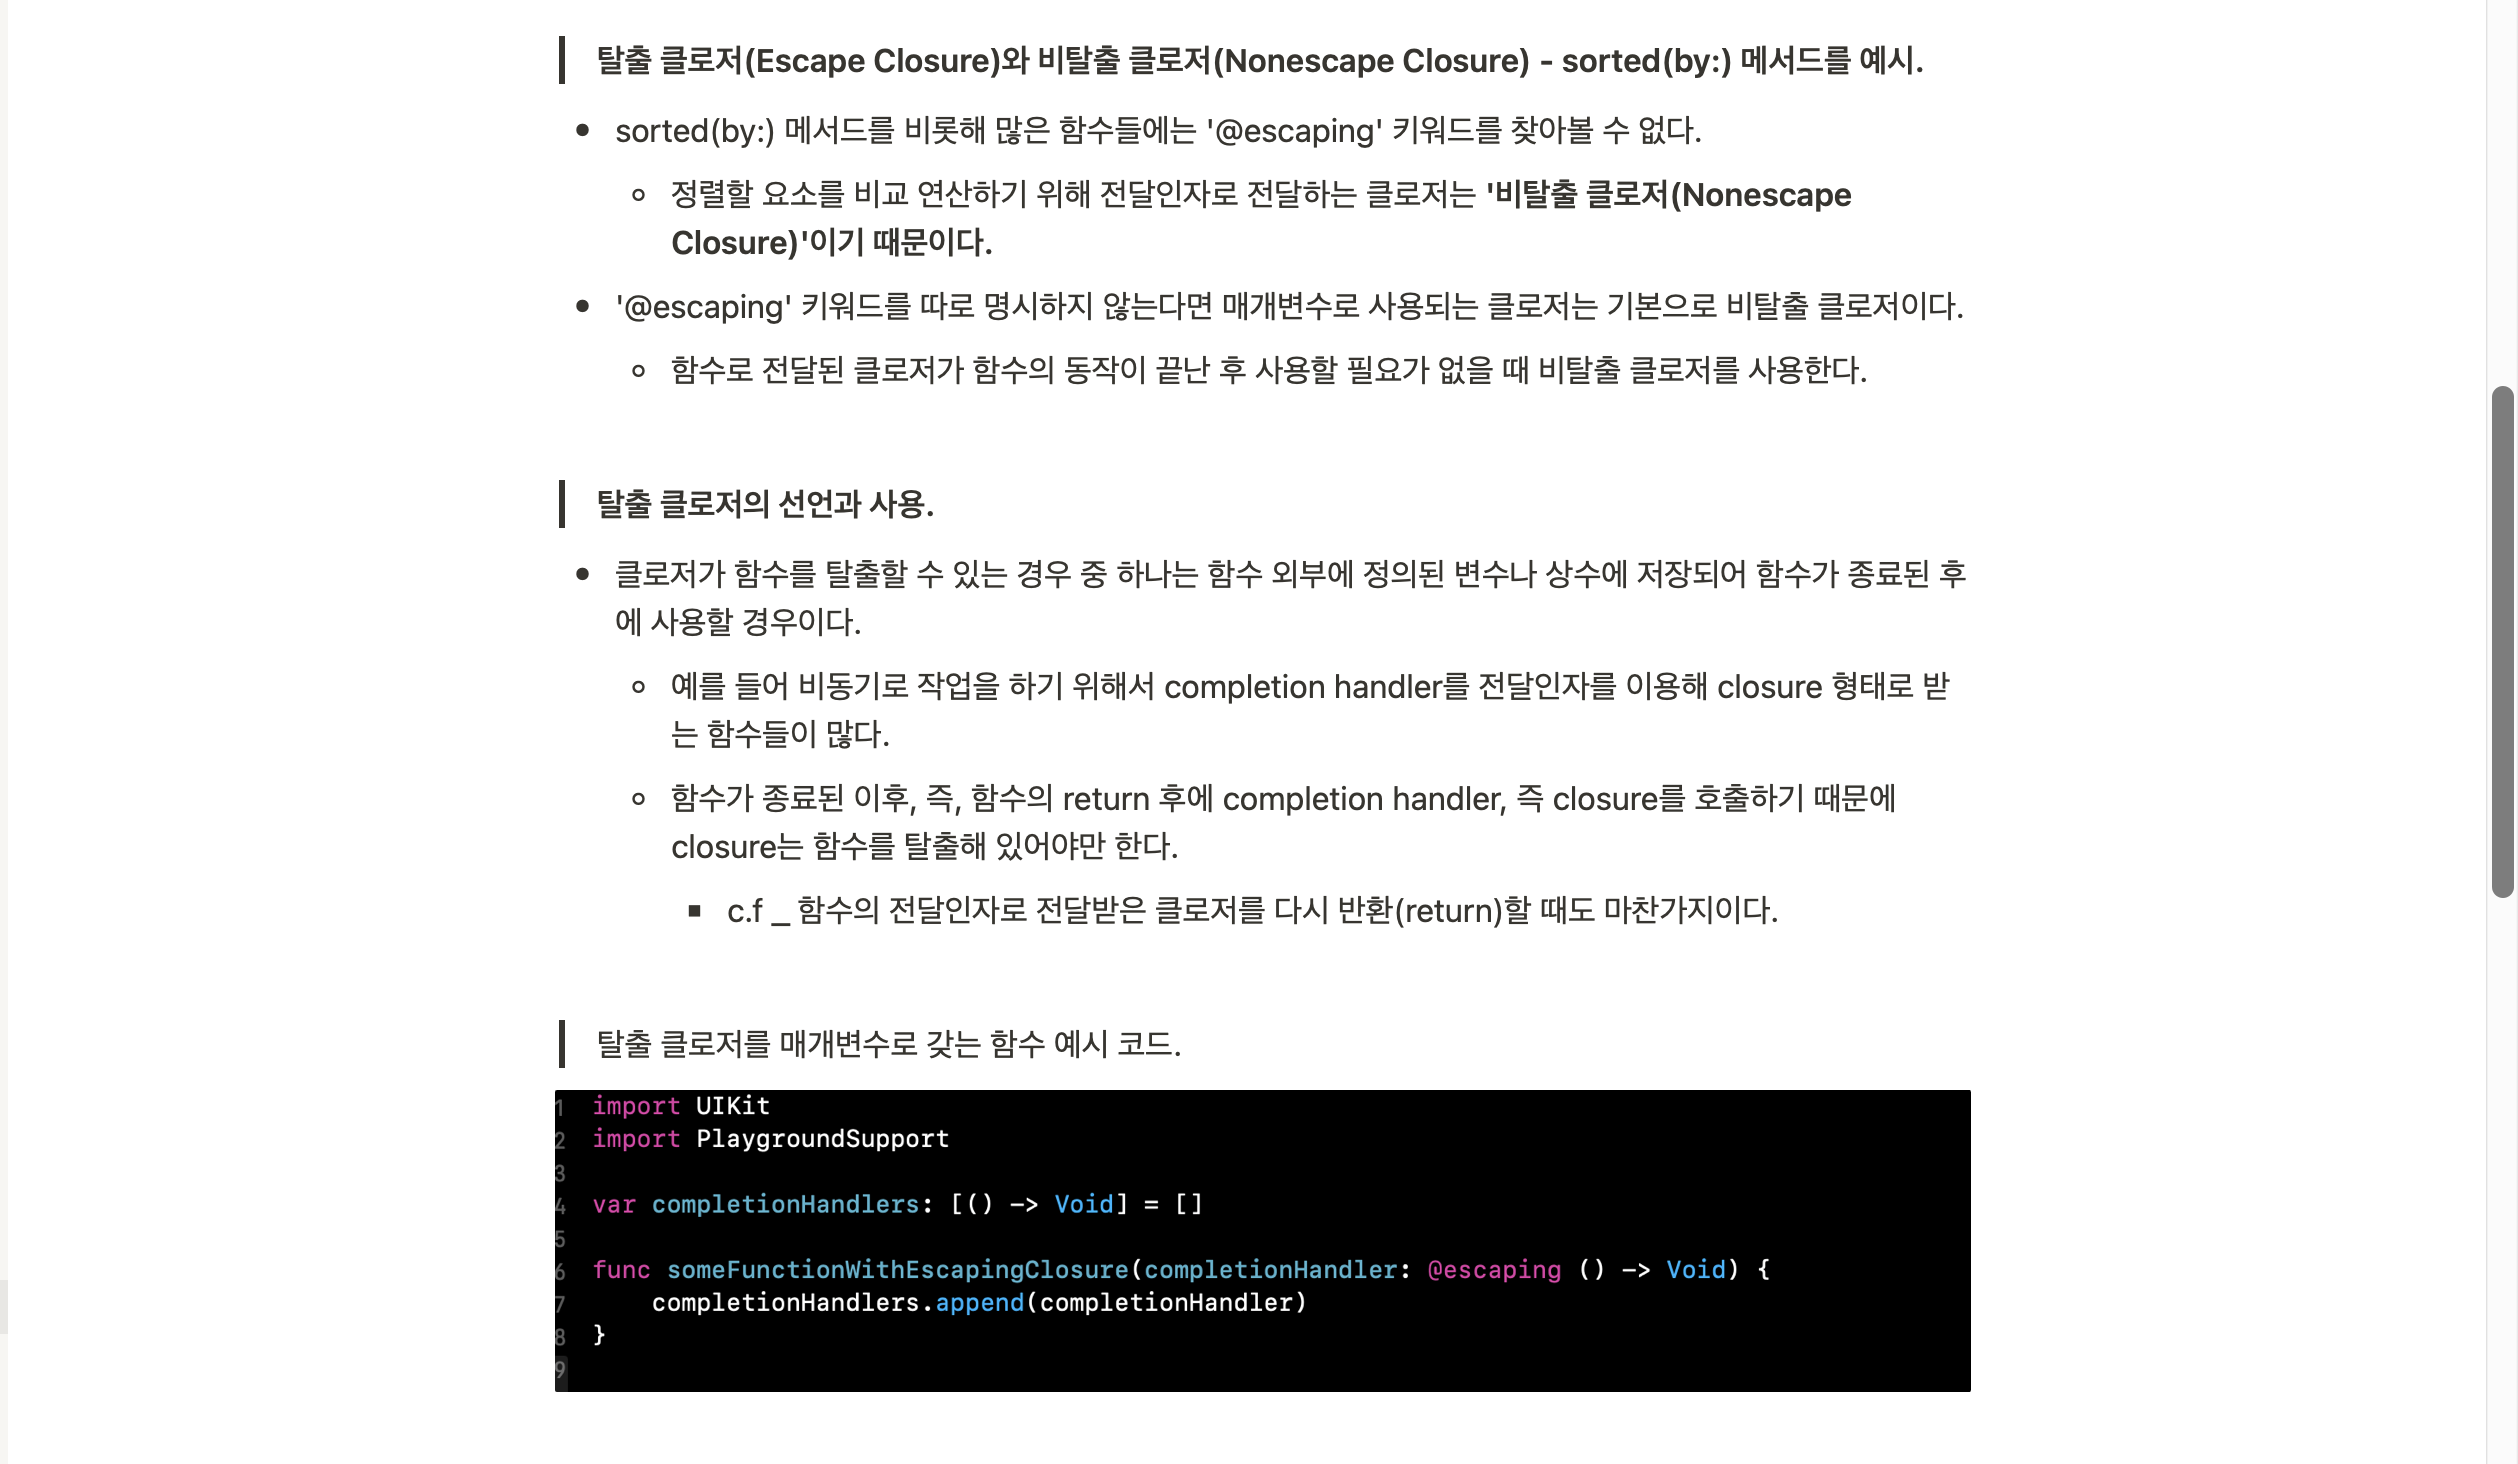 탈출 클로저(Escape Closure)와 비탈출 클로저(Nonescape Closure) - sorted(by:) 메서드를 예시.
sorted(by:) 메서드를 비롯해 많은 함수들에는 '@escaping' 키워드를 찾아볼 수 없다.
정렬할 요소를 비교 연산하기 위해 전달인자로 전달하는 클로저는 '비탈출 클로저(Nonescape
Closure)'이기 때문이다.
'@escaping' 키워드를 따로 명시하지 않는다면 매개변수로 사용되는 클로저는 기본으로 비탈출 클로저이다.
함수로 전달된 클로저가 함수의 동작이 끝난 후 사용할 필요가 없을 때 비탈출 클로저를 사용한다.
탈출 클로저의 선언과 사용.
클로저가 함수를 탈출할 수 있는 경우 중 하나는 함수 외부에 정의된 변수나 상수에 저장되어 함수가 종료된 후
에 사용할 경우이다.
예를 들어 비동기로 작업을 하기 위해서 completion handler를 전달인자를 이용해 closure 형태로 받
는 함수들이 많다.
함수가 종료된 이후, 즉, 함수의 return 후에 completion handler, 즉 closure를 호출하기 때문에
closure는 함수를 탈출해 있어야만 한다.
c.f _ 함수의 전달인자로 전달받은 클로저를 다시 반환(return)할 때도 마찬가지이다.
탈출 클로저를 매개변수로 갖는 함수 예시 코드.
1 import UIKit
2 import PlaygroundSupport
3
4 var completionHandlers: [() -> Void] = []
5
6 func someFunctionWithEscapingClosure(completionHandler: @escaping () -> Void) {
7 completionHandlers.append(completionHandler)
8 }
9